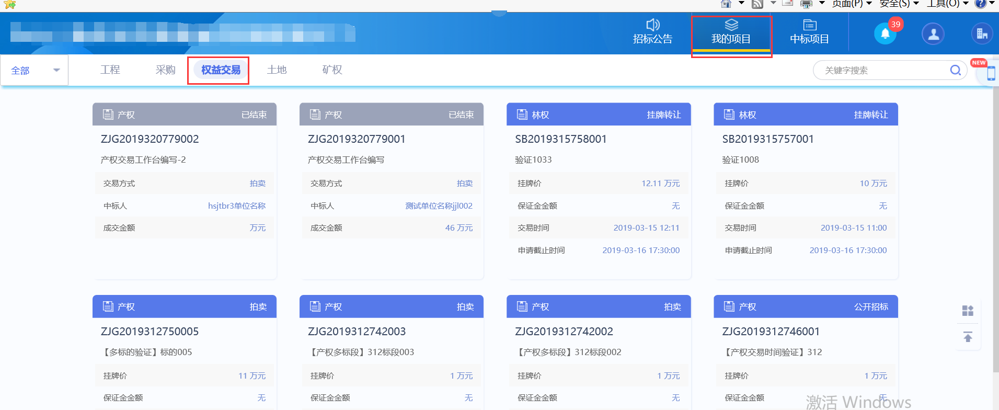 页面(P) 安全(S) 工具(O)
招标公告 我的项目 中标项目 39
全部 工程 采购 权益交易 土地 矿权 关键字搜索 NEW
产权 已结束
ZJG2019320779002
产权交易工作台编写-2
交易方式 拍卖
中标人 hsjtbr3单位名称
成交金额 万元
产权 已结束
ZJG2019320779001
产权交易工作台编写
交易方式 拍卖
中标人 测试单位名称jjl002
成交金额 46 万元
林权 挂牌转让
SB2019315758001
验证1033
挂牌价 12.11 万元
保证金金额 无
交易时间 2019-03-15 12:11
申请截止时间 2019-03-16 17:30:00
林权 挂牌转让
SB2019315757001
验证1008
挂牌价 10 万元
保证金金额 无
交易时间 2019-03-15 11:00
申请截止时间 2019-03-16 17:30:00
产权 拍卖
ZJG2019312750005
【多标的验证】标的005
挂牌价 11 万元
保证金金额 无
产权 拍卖
ZJG2019312742003
【产权多标段】312标段003
挂牌价 1 万元
保证金金额 无
产权 拍卖
ZJG2019312742002
【产权多标段】312标段002
挂牌价 1 万元
保证金金额 无
产权 公开招标
ZJG2019312746001
【产权交易时间验证】312
挂牌价 1 万元
保证金金额 无
激活 Windows